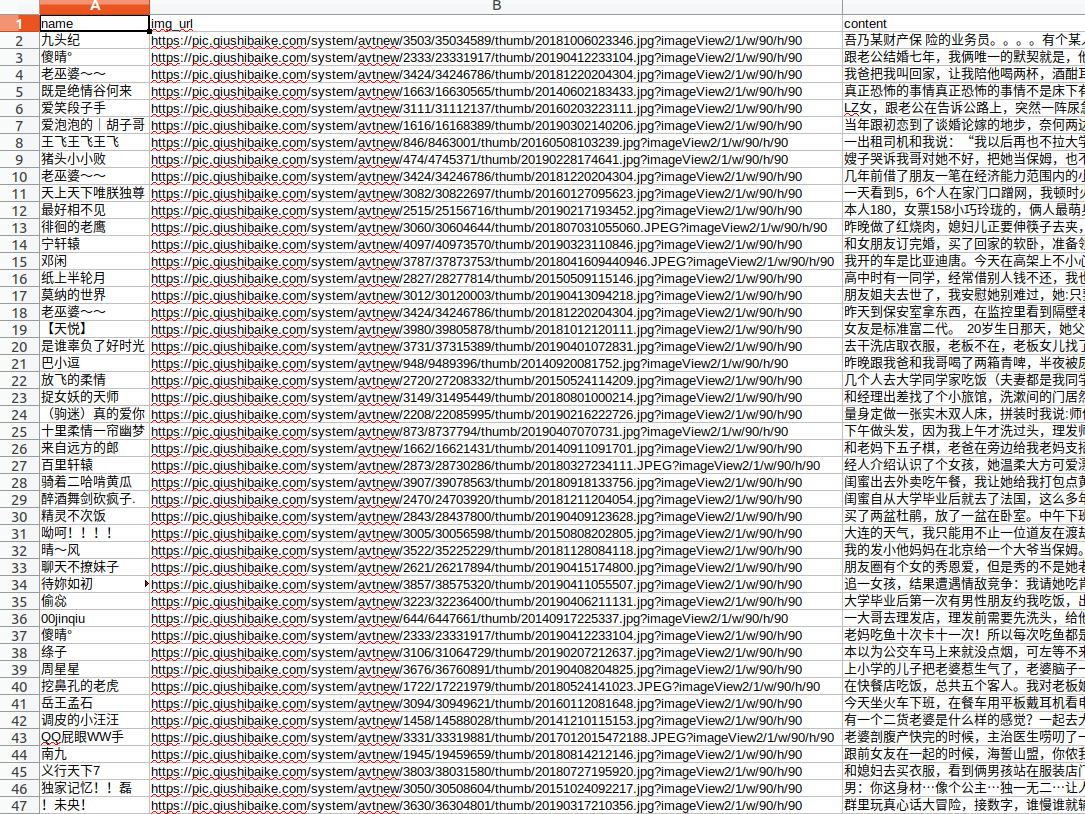 A B
1 name img_url content
2 九头纪 https://pic.qiushibaike.com/system/avtnew/3503/35034589/thumb/20181006023346.jpg?imageView2/1/w/90/h/90 吾乃某财产保 险的业务员。。。。有个某
3 傻晴° https://pic.qiushibaike.com/system/avtnew/2333/23331917/thumb/20190412233104.jpg?imageView2/1/w/90/h/90 跟老公结婚七年，我俩唯一的默契就是，
4 老巫婆～～ https://pic.qiushibaike.com/system/avtnew/3424/34246786/thumb/20181220204304.jpg?imageView2/1/w/90/h/90 我爸把我叫回家，让我陪他喝两杯，酒酣
5 既是绝情谷何来 https://pic.qiushibaike.com/system/avtnew/1663/16630565/thumb/20140602183433.jpg?imageView2/1/w/90/h/90 真正恐怖的事情真正恐怖的事情不是床下
6 爱笑段子手 https://pic.qiushibaike.com/system/avtnew/3111/31112137/thumb/20160203223111.jpg?imageView2/1/w/90/h/90 LZ女，跟老公在告诉公路上，突然一阵尿
7 爱泡泡的｜胡子哥 https://pic.qiushibaike.com/system/avtnew/1616/16168389/thumb/20190302140206.jpg?imageView2/1/w/90/h/90 当年跟初恋到了谈婚论嫁的地步，奈何两
8 王飞王飞王飞 https://pic.qiushibaike.com/system/avtnew/846/8463001/thumb/20160508103239.jpg?imageView2/1/w/90/h/90 一出租司机和我说： “我以后再也不拉大
9 猪头小小败 https://pic.qiushibaike.com/system/avtnew/474/4745371/thumb/20190228174641.jpg?imageView2/1/w/90/h/90 嫂子哭诉我哥对她不好，把她当保姆，也
10 老巫婆～～ https://pic.qiushibaike.com/system/avtnew/3424/34246786/thumb/20181220204304.jpg?imageView2/1/w/90/h/90 几年前借了朋友一笔在经济能力范围内的
11 天上天下唯朕独尊 https://pic.qiushibaike.com/system/avtnew/3082/30822697/thumb/20160127095623.jpg?imageView2/1/w/90/h/90 一天看到5，6个人在家门口蹭网，我顿时
12 最好相不见 https://pic.qiushibaike.com/system/avtnew/2515/25156716/thumb/20190217193452.jpg?imageView2/1/w/90/h/90 本人180，女票158小巧玲珑的，俩人最萌
13 徘徊的老鹰 https://pic.qiushibaike.com/system/avtnew/3060/30604644/thumb/201807031055060.JPEG?imageView2/1/w/90/h/90 昨晚做了红烧肉，媳妇儿正要伸筷子去夹，
14 宁轩辕 https://pic.qiushibaike.com/system/avtnew/4097/40973570/thumb/20190323110846.jpg?imageView2/1/w/90/h/90 和女朋友订完婚，买了回家的软卧，准备
15 邓闲 https://pic.qiushibaike.com/system/avtnew/3787/37873753/thumb/2018041609440946.JPEG?imageView2/1/w/90/h/90 我开的车是比亚迪唐。今天在高架上不小
16 纸上半轮月 https://pic.qiushibaike.com/system/avtnew/2827/28277814/thumb/20150509115146.jpg?imageView2/1/w/90/h/90 高中时有一同学，经常借别人钱不还，我
17 莫纳的世界 https://pic.qiushibaike.com/system/avtnew/3012/30120003/thumb/20190413094218.jpg?imageView2/1/w/90/h/90 朋友姐夫去世了，我安慰她别难过，她:只
18 老巫婆～～ https://pic.qiushibaike.com/system/avtnew/3424/34246786/thumb/20181220204304.jpg?imageView2/1/w/90/h/90 昨天到保安室拿东西，在监控里看到隔壁
19 【天悦】 https://pic.qiushibaike.com/system/avtnew/3980/39805878/thumb/20181012120111.jpg?imageView2/1/w/90/h/90 女友是标准富二代。 20岁生日那天，她
20 是谁辜负了好时光 https://pic.qiushibaike.com/system/avtnew/3731/37315389/thumb/20190401072831.jpg?imageView2/1/w/90/h/90 去干洗店取衣服，老板不在，老板女儿找
21 巴小逗 https://pic.qiushibaike.com/system/avtnew/948/9489396/thumb/20140920081752.jpg?imageView2/1/w/90/h/90 昨晚跟我爸和我哥喝了两箱青啤，半夜被
22 放飞的柔情 https://pic.qiushibaike.com/system/avtnew/2720/27208332/thumb/20150524114209.jpg?imageView2/1/w/90/h/90 几个人去大学同学家吃饭（夫妻都是我同
23 捉女妖的天师 https://pic.qiushibaike.com/system/avtnew/3149/31495449/thumb/20180801000214.jpg?imageView2/1/w/90/h/90 和经理出差找了个小旅馆，洗漱间的门居
24 （驹迷）真的爱你 https://pic.qiushibaike.com/system/avtnew/2208/22085995/thumb/20190216222726.jpg?imageView2/1/w/90/h/90 量身定做一张实木双人床，拼装时我说:师
25 十里柔情一帘幽梦 https://pic.qiushibaike.com/system/avtnew/873/8737794/thumb/20190407070731.jpg?imageView2/1/w/90/h/90 下午做头发，因为我上午才洗过头，理发
26 来自远方的郎 https://pic.qiushibaike.com/system/avtnew/1662/16621431/thumb/20140911091701.jpg?imageView2/1/w/90/h/90 和老妈下五子棋，老爸在旁边给我老妈支
27 百里轩辕 https://pic.qiushibaike.com/system/avtnew/2873/28730286/thumb/20180327234111.JPEG?imageView2/1/w/90/h/90 经人介绍认识了个女孩，她温柔大方可爱
28 骑着二哈啃黄瓜 https://pic.qiushibaike.com/system/avtnew/3907/39078563/thumb/20180918133756.jpg?imageView2/1/w/90/h/90 闺蜜出去外卖吃午餐，我让她给我打包点
29 醉酒舞剑砍疯子. https://pic.qiushibaike.com/system/avtnew/2470/24703920/thumb/20181211204054.jpg?imageView2/1/w/90/h/90 闺蜜自从大学毕业后就去了法国，这么多
30 精灵不次饭 https://pic.qiushibaike.com/system/avtnew/2843/28437800/thumb/20190409123628.jpg?imageView2/1/w/90/h/90 买了两盆杜鹃，放了一盆在卧室。中午下
31 呦呵！！！！ https://pic.qiushibaike.com/system/avtnew/3005/30056598/thumb/20150808202805.jpg?imageView2/1/w/90/h/90 大连的天气，我只能用不止一位道友在渡
32 晴～风 https://pic.qiushibaike.com/system/avtnew/3522/35225229/thumb/20181128084118.jpg?imageView2/1/w/90/h/90 我的发小他妈妈在北京给一个大爷当保姆。
33 聊天不撩妹子 https://pic.qiushibaike.com/system/avtnew/2621/26217894/thumb/20190415174800.jpg?imageView2/1/w/90/h/90 朋友圈有个女的秀恩爱，但是秀的不是她
34 待妳如初 https://pic.qiushibaike.com/system/avtnew/3857/38575320/thumb/20190411055507.jpg?imageView2/1/w/90/h/90 追一女孩，结果遭遇情敌竞争：我请她吃
35 偷惢 https://pic.qiushibaike.com/system/avtnew/3223/32236400/thumb/20190406211131.jpg?imageView2/1/w/90/h/90 大学毕业后第一次有男性朋友约我吃饭，
36 00jinqiu https://pic.qiushibaike.com/system/avtnew/644/6447661/thumb/20140917225337.jpg?imageView2/1/w/90/h/90 一大哥去理发店，理发前需要先洗头，给
37 傻晴° https://pic.qiushibaike.com/system/avtnew/2333/23331917/thumb/20190412233104.jpg?imageView2/1/w/90/h/90 老妈吃鱼十次卡十一次！所以每次吃鱼都
38 绦子 https://pic.qiushibaike.com/system/avtnew/3106/31064729/thumb/20190207212637.jpg?imageView2/1/w/90/h/90 本以为公交车马上来就没点烟，可左等不
39 周星星 https://pic.qiushibaike.com/system/avtnew/3676/36760891/thumb/20190408204825.jpg?imageView2/1/w/90/h/90 上小学的儿子把老婆惹生气了，老婆脑子
40 挖鼻孔的老虎 https://pic.qiushibaike.com/system/avtnew/1722/17221979/thumb/20180524141023.JPEG?imageView2/1/w/90/h/90 在快餐店吃饭，总共五个客人。我对老板
41 岳王孟石 https://pic.qiushibaike.com/system/avtnew/3094/30949621/thumb/20160112081648.jpg?imageView2/1/w/90/h/90 今天坐火车下班，在餐车用平板戴耳机看
42 调皮的小汪汪 https://pic.qiushibaike.com/system/avtnew/1458/14588028/thumb/20141210115153.jpg?imageView2/1/w/90/h/90 有一个二货老婆是什么样的感觉？一起去
43 QQ屁眼WW手 https://pic.qiushibaike.com/system/avtnew/3331/33319881/thumb/2017012015472188.JPEG?imageView2/1/w/90/h/90 老婆剖腹产快完的时候，主治医生唠叨了
44 南九 https://pic.qiushibaike.com/system/avtnew/1945/19459659/thumb/20180814212146.jpg?imageView2/1/w/90/h/90 跟前女友在一起的时候，海誓山盟，你侬
45 义行天下7 https://pic.qiushibaike.com/system/avtnew/3803/38031580/thumb/20180727195920.jpg?imageView2/1/w/90/h/90 和媳妇去买衣服，看到俩男孩站在服装店
46 独家记忆！！磊 https://pic.qiushibaike.com/system/avtnew/3050/30508604/thumb/20151024092217.jpg?imageView2/1/w/90/h/90 男：你这身材…像个公主…独一无二…让
47 ！未央！ https://pic.qiushibaike.com/system/avtnew/3630/36304801/thumb/20190317210356.jpg?imageView2/1/w/90/h/90 群里玩真心话大冒险，接数字，谁慢谁就